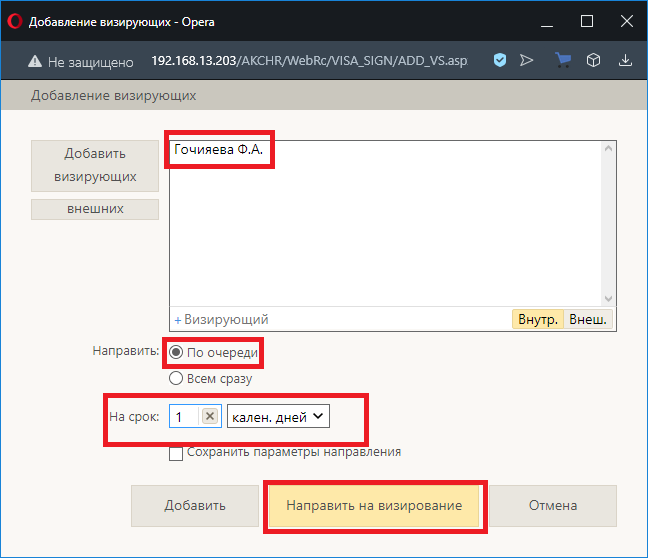 Добавление визирующих - Opera
Не защищено 192.168.13.203/AKCHR/WebRc/VISA_SIGN/ADD_VS.asp
Добавление визирующих
Добавить
визирующих
внешних
Гочияева Ф.А.
+Визирующий
Внутр. Внеш.
Направить: По очереди
Всем сразу
На срок: 1 кален. дней
Сохранить параметры направления
Добавить Направить на визирование Отмена